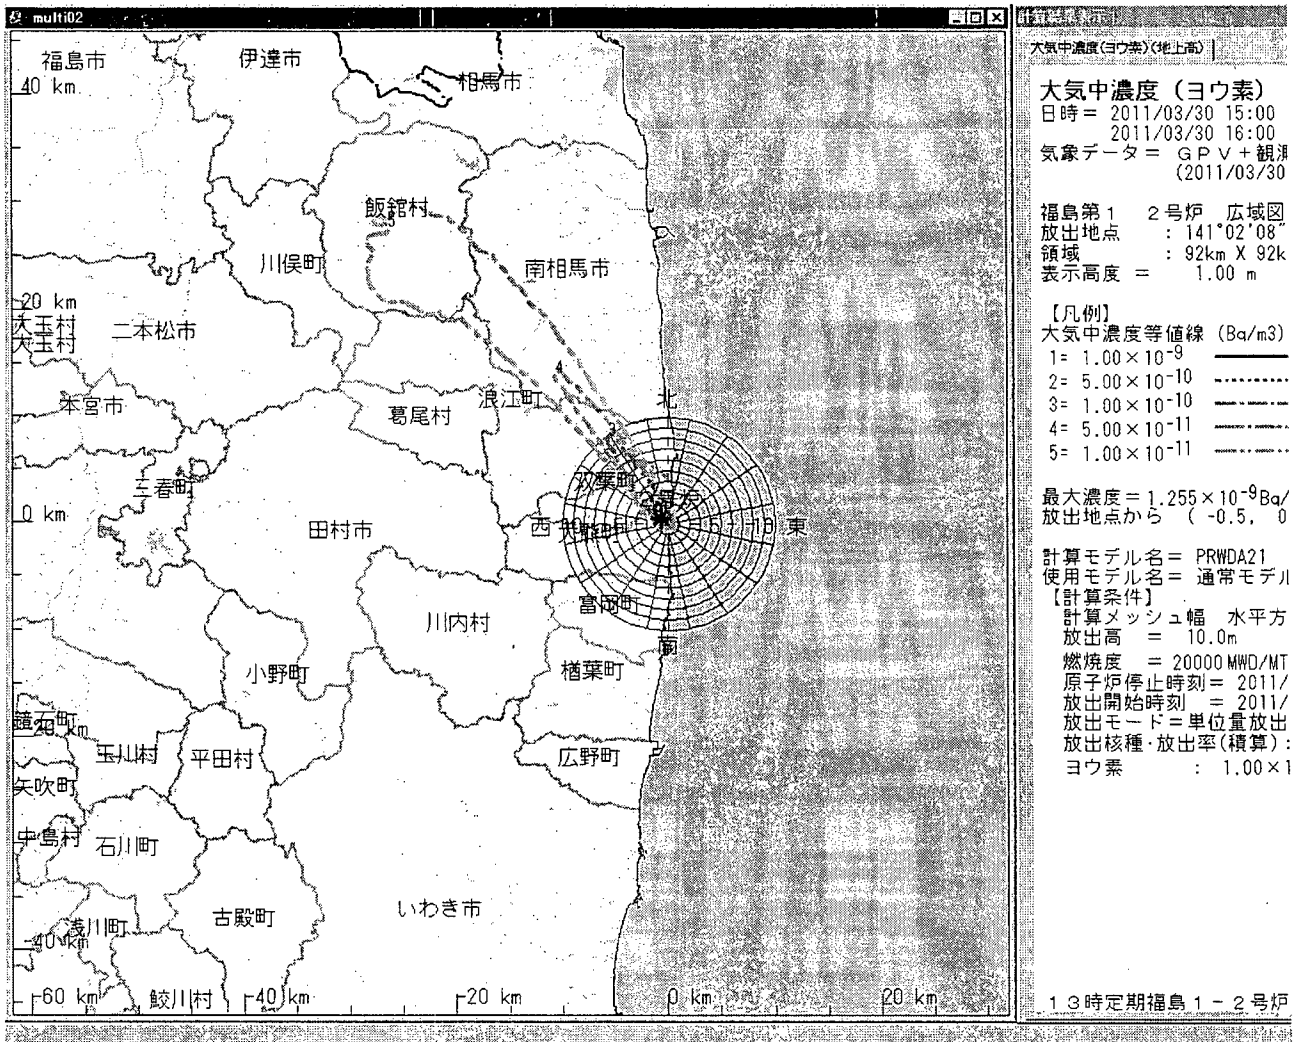 multi02
福島市
伊達市
相馬市
40 km
飯舘村
川俣町
南相馬市
20 km
大玉村
大玉村
二本松市
本宮市
葛尾村
浪江町
4
北
三春町
双葉町
0 km
田村市
西
東
富岡町
川内村
南
小野町
楢葉町
鏡石町
-20 km
玉川村
平田村
広野町
矢吹町
中島村
石川町
浅川町
古殿町
いわき市
-40 km
-60 km
鮫川村
-40 km
-20 km
0 km
20 km
計算結果表示
大気中濃度(ヨウ素)(地上高)
大気中濃度 (ヨウ素)
日時= 2011/03/30 15:00
2011/03/30 16:00
気象データ= GPV+観測
(2011/03/30
福島第1 2号炉 広域図
放出地点 : 141°02'08"
領域 : 92km X 92k
表示高度 = 1.00 m
【凡例】
大気中濃度等値線 (Bq/m3)
1= 1.00×10-9
2= 5.00×10-10
3= 1.00×10-10
4= 5.00×10-11
5= 1.00×10-11
最大濃度=1.255×10-9Bq/
放出地点から ( -0.5, 0
計算モデル名= PRWDA21
使用モデル名= 通常モデル
【計算条件】
計算メッシュ幅 水平方
放出高 = 10.0m
燃焼度 = 20000MWD/MT
原子炉停止時刻= 2011/
放出開始時刻 = 2011/
放出モード=単位量放出
放出核種・放出率(積算):
ヨウ素 : 1.00×1
13時定期福島1-2号炉